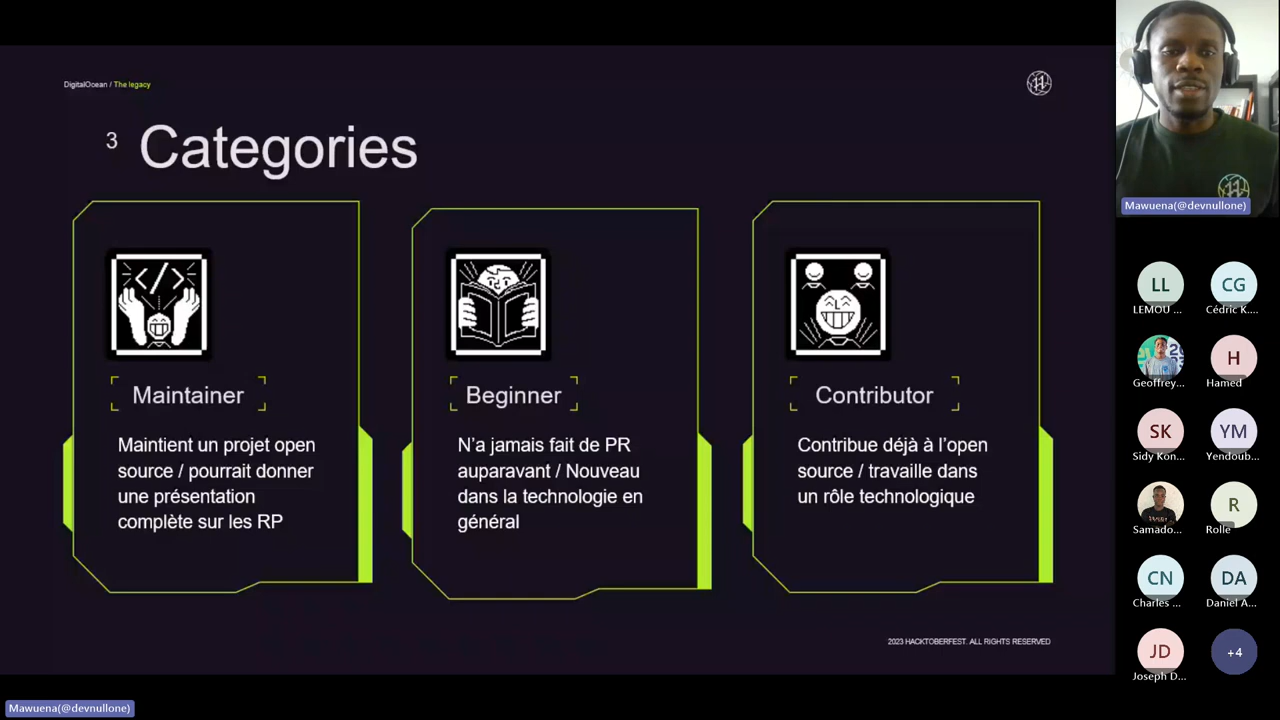 DigitalOcean / The legacy
3 Categories
</>
Maintainer
Maintient un projet open
source / pourrait donner
une présentation
complète sur les RP
Beginner
N'a jamais fait de PR
auparavant / Nouveau
dans la technologie en
général
Contributor
Contribue déjà à l'open
source / travaille dans
un rôle technologique
2023 HACKTOBERFEST. ALL RIGHTS RESERVED
Mawuena(@devnullone)
LL
LEMOU ...
CG
Cédric K....
Geoffrey...
H
Hamed
SK
Sidy Kon...
YM
Yendoub...
Samado...
R
Rolle
CN
Charles ...
DA
Daniel A...
JD
Joseph D...
+4
Mawuena(@devnullone)